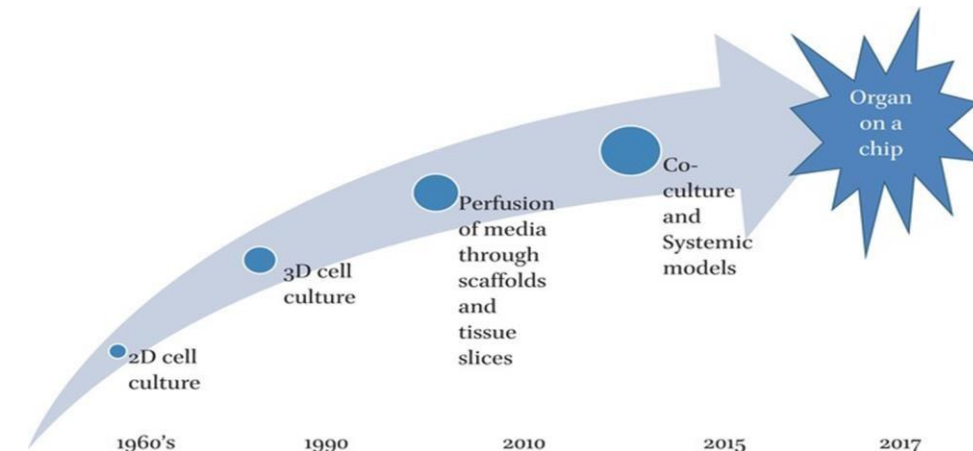 Organ
on a
chip
Co-
culture
and
Systemic
models
Perfusion
of media
through
scaffolds
and
tissue
slices
3D cell
culture
2D cell
culture
1960's
1990
2010
2015
2017